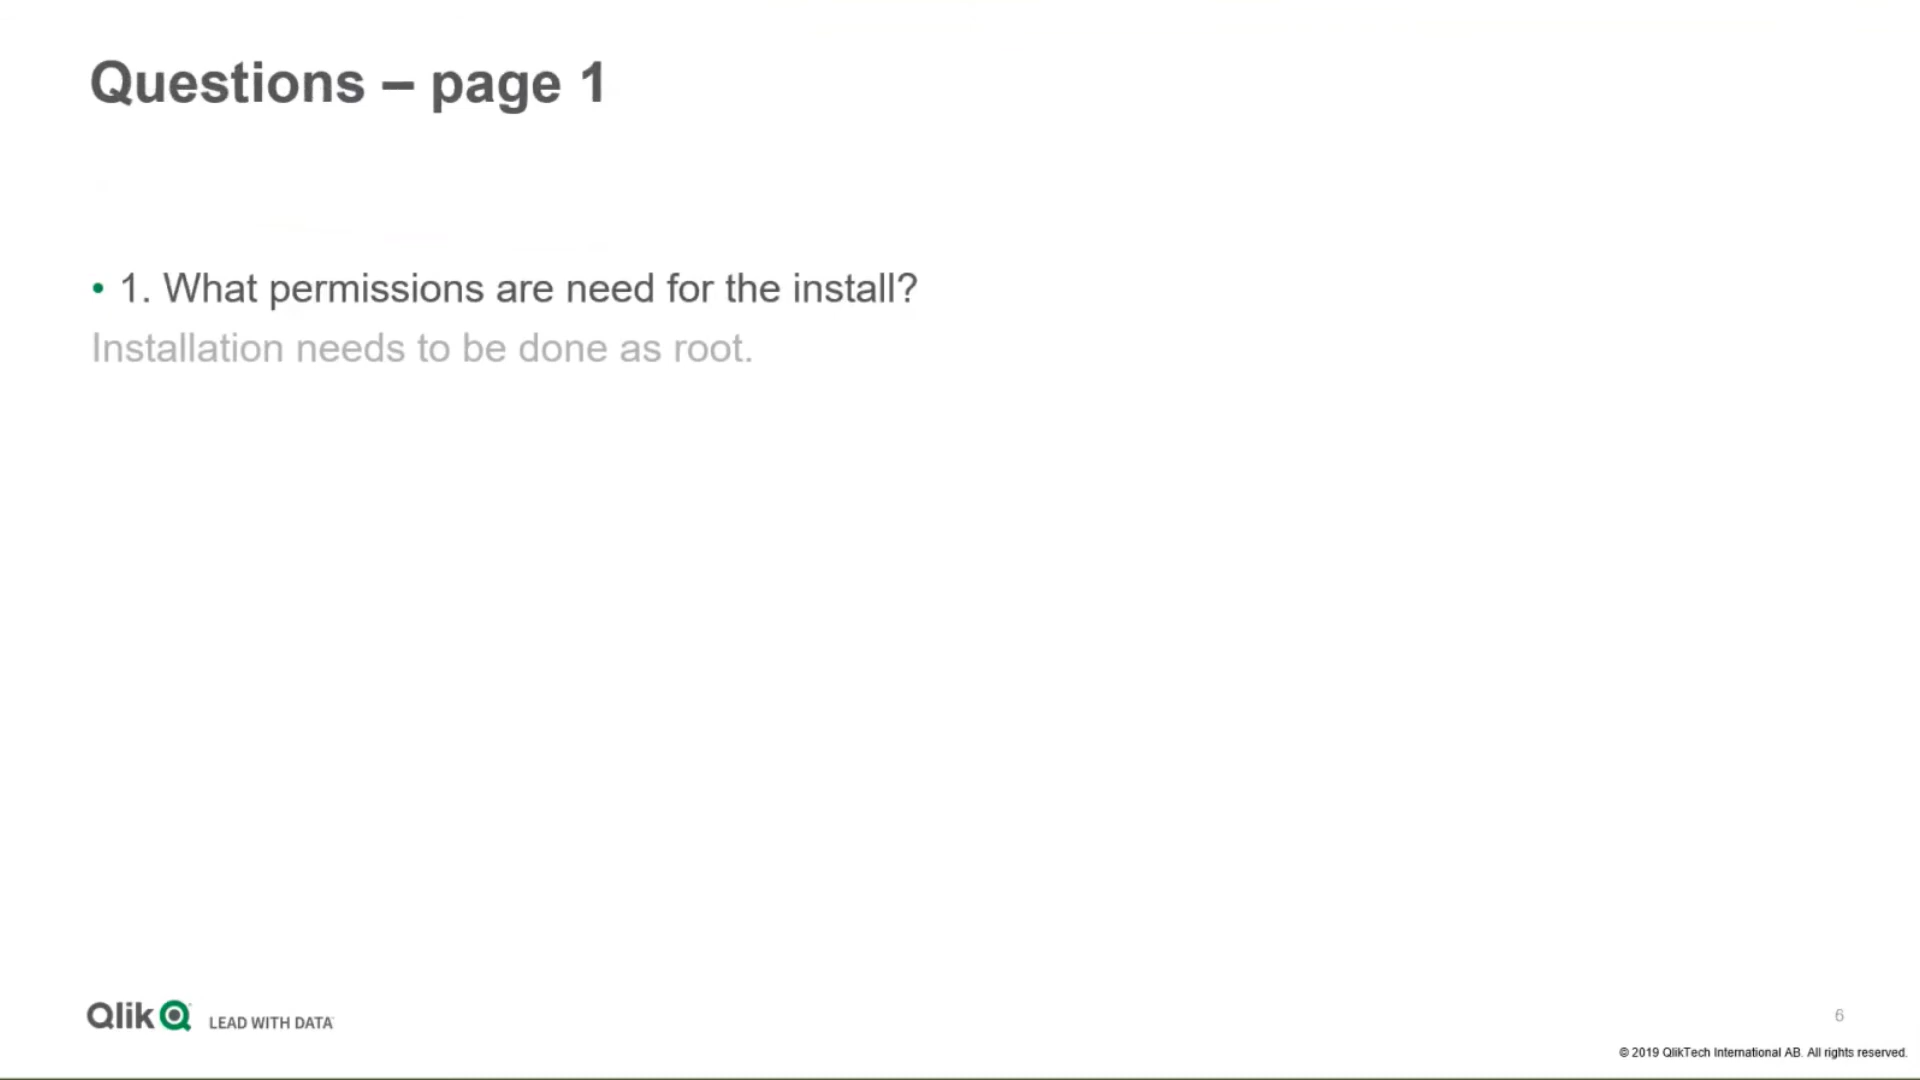 Questions – page 1
• 1. What permissions are need for the install?
Installation needs to be done as root.
Qlik LEAD WITH DATA
6
© 2019 QlikTech International AB. All rights reserved.